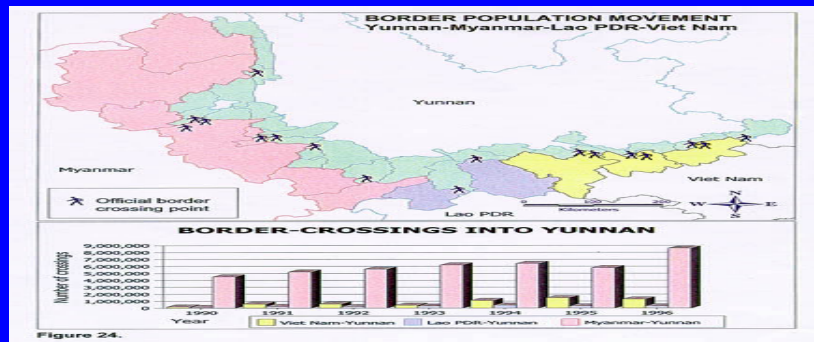 BORDER POPULATION MOVEMENT
Yunnan-Myanmar-Lao PDR-Viet Nam
Yunnan
Myanmar
Viet Nam
Lao PDR
Official border
crossing point
0 100 200
Kilometers
N
W E
S
BORDER-CROSSINGS INTO YUNNAN
Number of crossings
9,000,000
8,000,000
7,000,000
6,000,000
5,000,000
4,000,000
3,000,000
2,000,000
1,000,000
0
1990 1991 1992 1993 1994 1995 1996
Year
Viet Nam-Yunnan Lao PDR-Yunnan Myanmar-Yunnan
Figure 24.